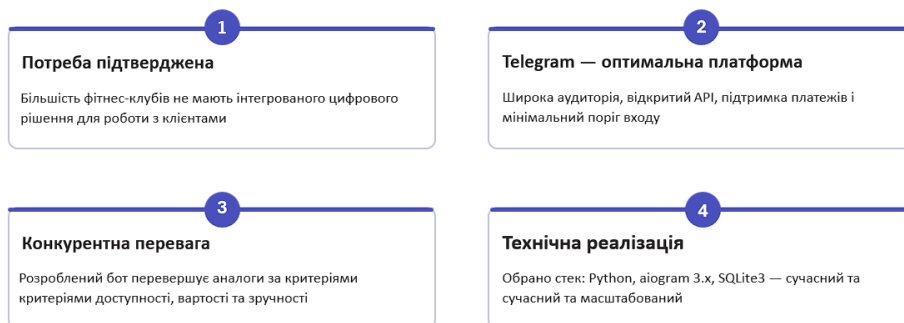 1
Потреба підтверджена
Більшість фітнес-клубів не мають інтегрованого цифрового
рішення для роботи з клієнтами
2
Telegram — оптимальна платформа
Широка аудиторія, відкритий API, підтримка платежів і
мінімальний поріг входу
3
Конкурентна перевага
Розроблений бот перевершує аналоги за критеріями
критеріями доступності, вартості та зручності
4
Технічна реалізація
Обрано стек: Python, aiogram 3.x, SQLite3 — сучасний та
сучасний та масштабований